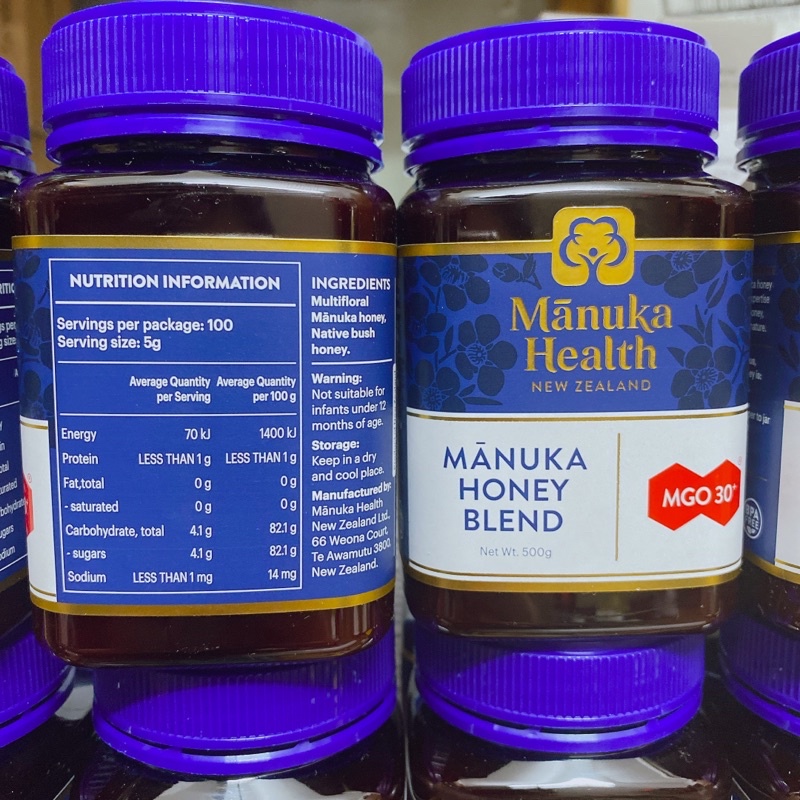 NUTRITION INFORMATION
Servings per package: 100
Serving size: 5g
Average Quantity per Serving
Average Quantity per 100 g
Energy 70 kJ 1400 kJ
Protein LESS THAN 1 g LESS THAN 1 g
Fat,total 0 g 0 g
- saturated 0 g 0 g
Carbohydrate, total 4.1 g 82.1 g
- sugars 4.1 g 82.1 g
Sodium LESS THAN 1 mg 14 mg
INGREDIENTS
Multifloral
Mānuka honey,
Native bush
honey.
Warning:
Not suitable for
infants under 12
months of age.
Storage:
Keep in a dry
and cool place.
Manufactured by:
Mānuka Health
New Zealand Ltd.,
66 Weona Court,
Te Awamutu 3800,
New Zealand.
Mānuka
Health
NEW ZEALAND
MĀNUKA
HONEY
BLEND
Net Wt. 500g
MGO 30+